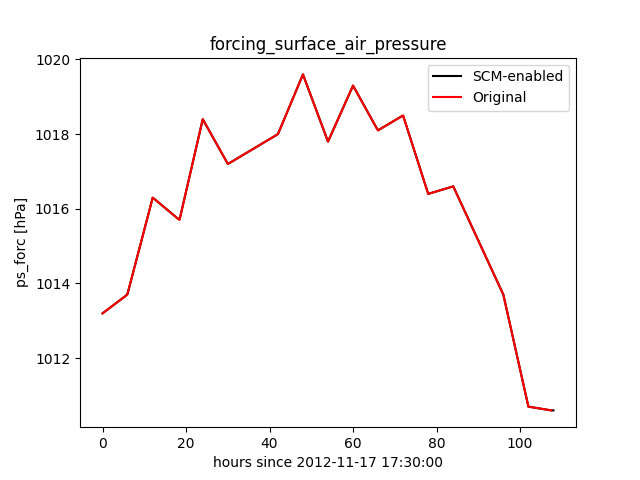 forcing_surface_air_pressure
SCM-enabled
Original
ps_forc [hPa]
1020
1018
1016
1014
1012
0 20 40 60 80 100
hours since 2012-11-17 17:30:00